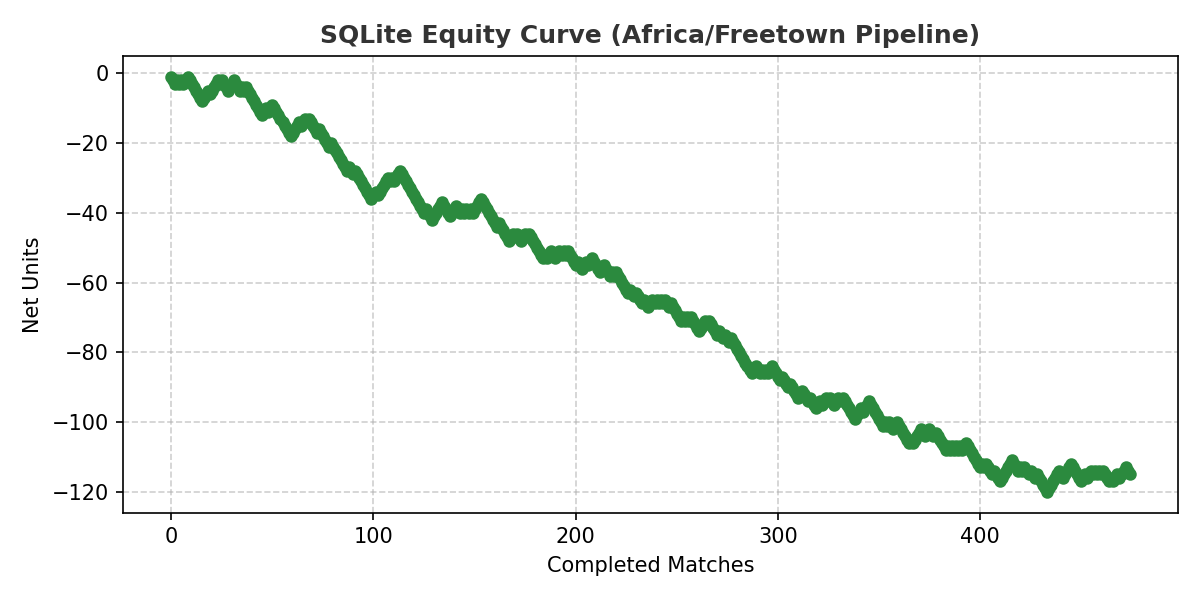 SQLite Equity Curve (Africa/Freetown Pipeline)
Net Units
0
−20
−40
−60
−80
−100
−120
0 100 200 300 400
Completed Matches